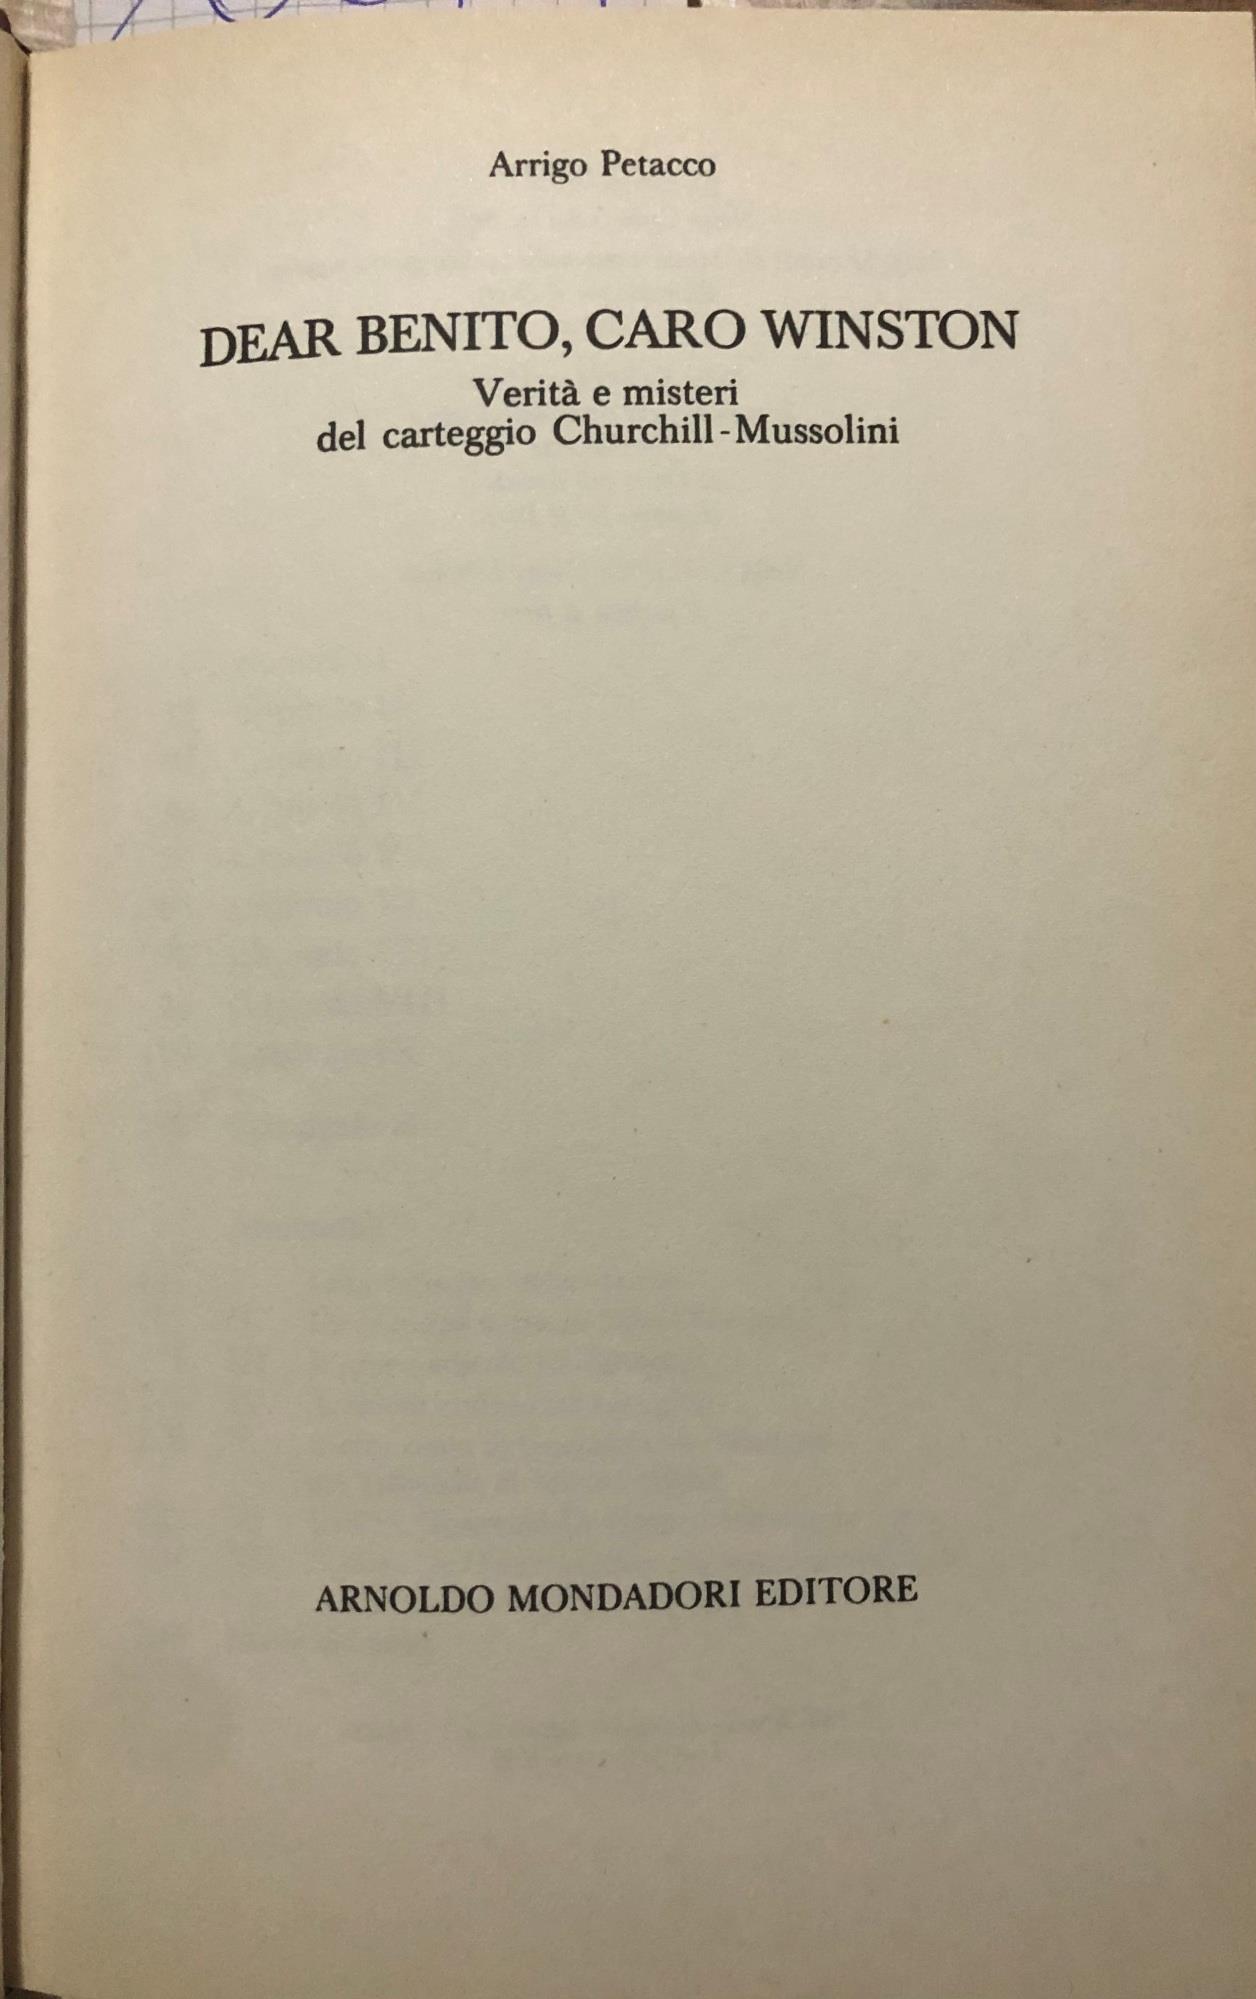 Arrigo Petacco
DEAR BENITO, CARO WINSTON
Verità e misteri
del carteggio Churchill-Mussolini
ARNOLDO MONDADORI EDITORE